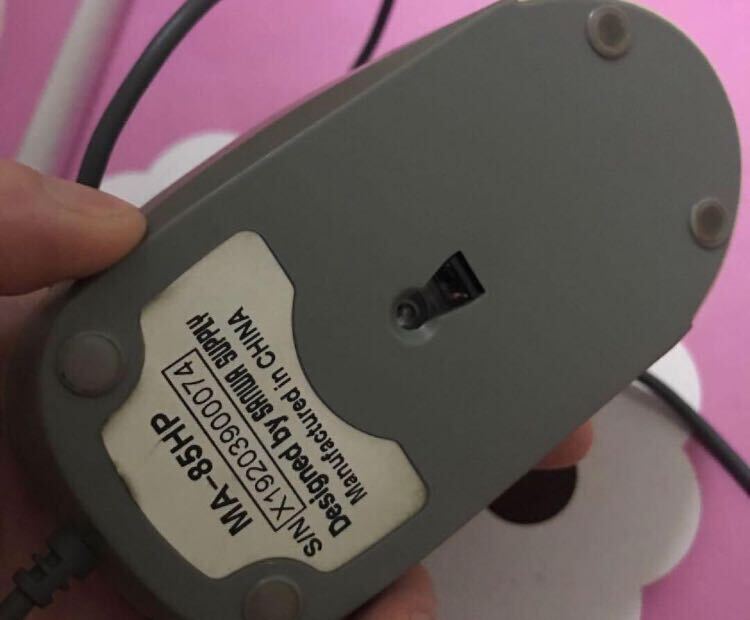 MA-85HP
S/N X19203900074
Designed by SANWA SUPPLY
Manufactured in CHINA